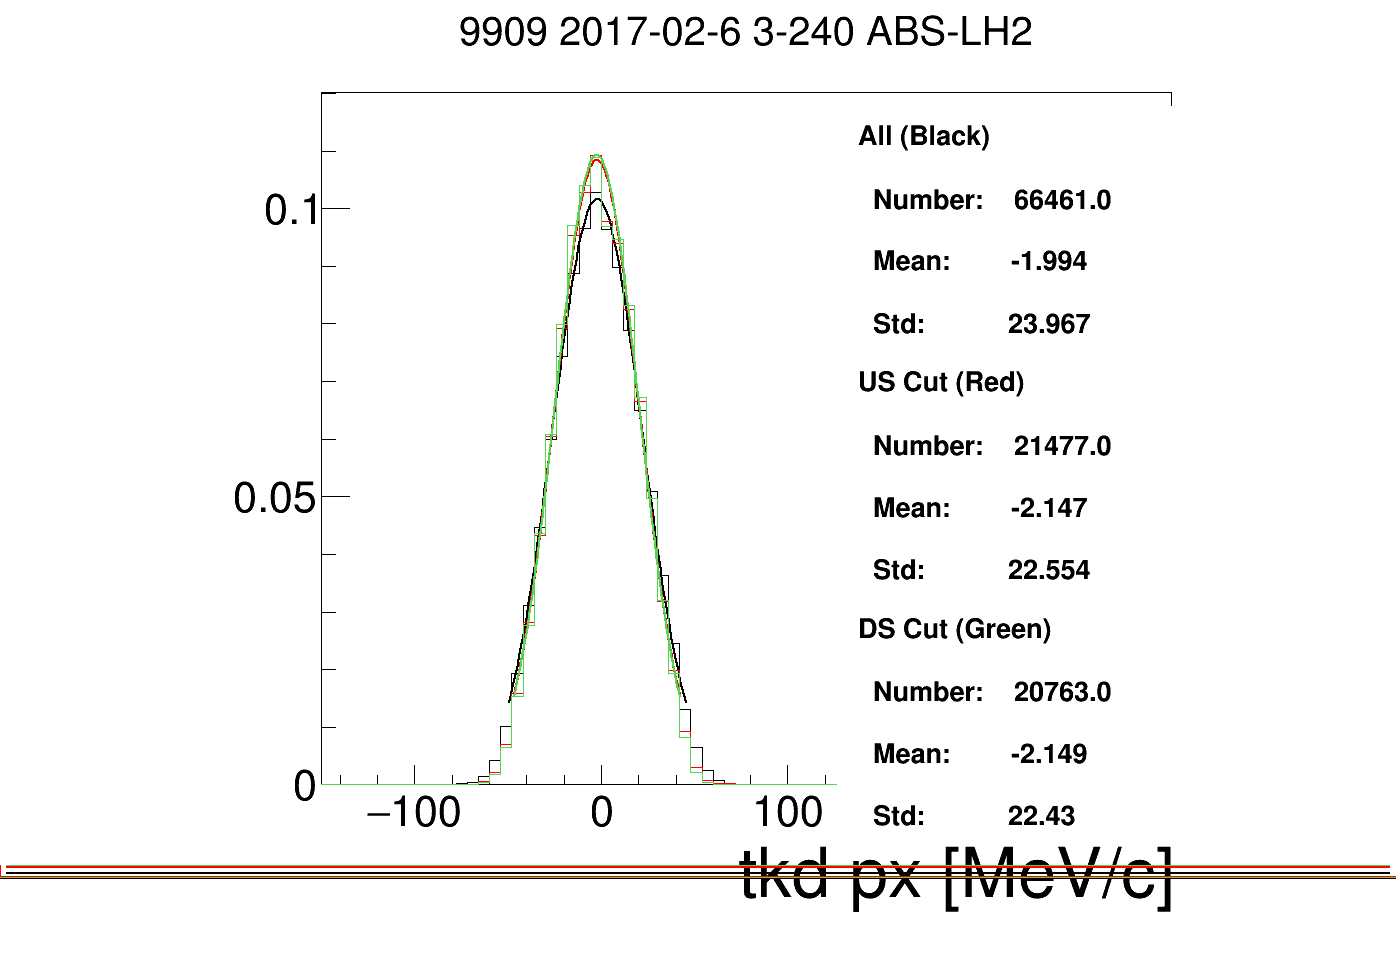 9909 2017-02-6 3-240 ABS-LH2
All (Black)
Number: 66461.0
Mean: -1.994
Std: 23.967
US Cut (Red)
Number: 21477.0
Mean: -2.147
Std: 22.554
DS Cut (Green)
Number: 20763.0
Mean: -2.149
Std: 22.43
0.1
0.05
0
−100 0 100
tkd px [MeV/c]